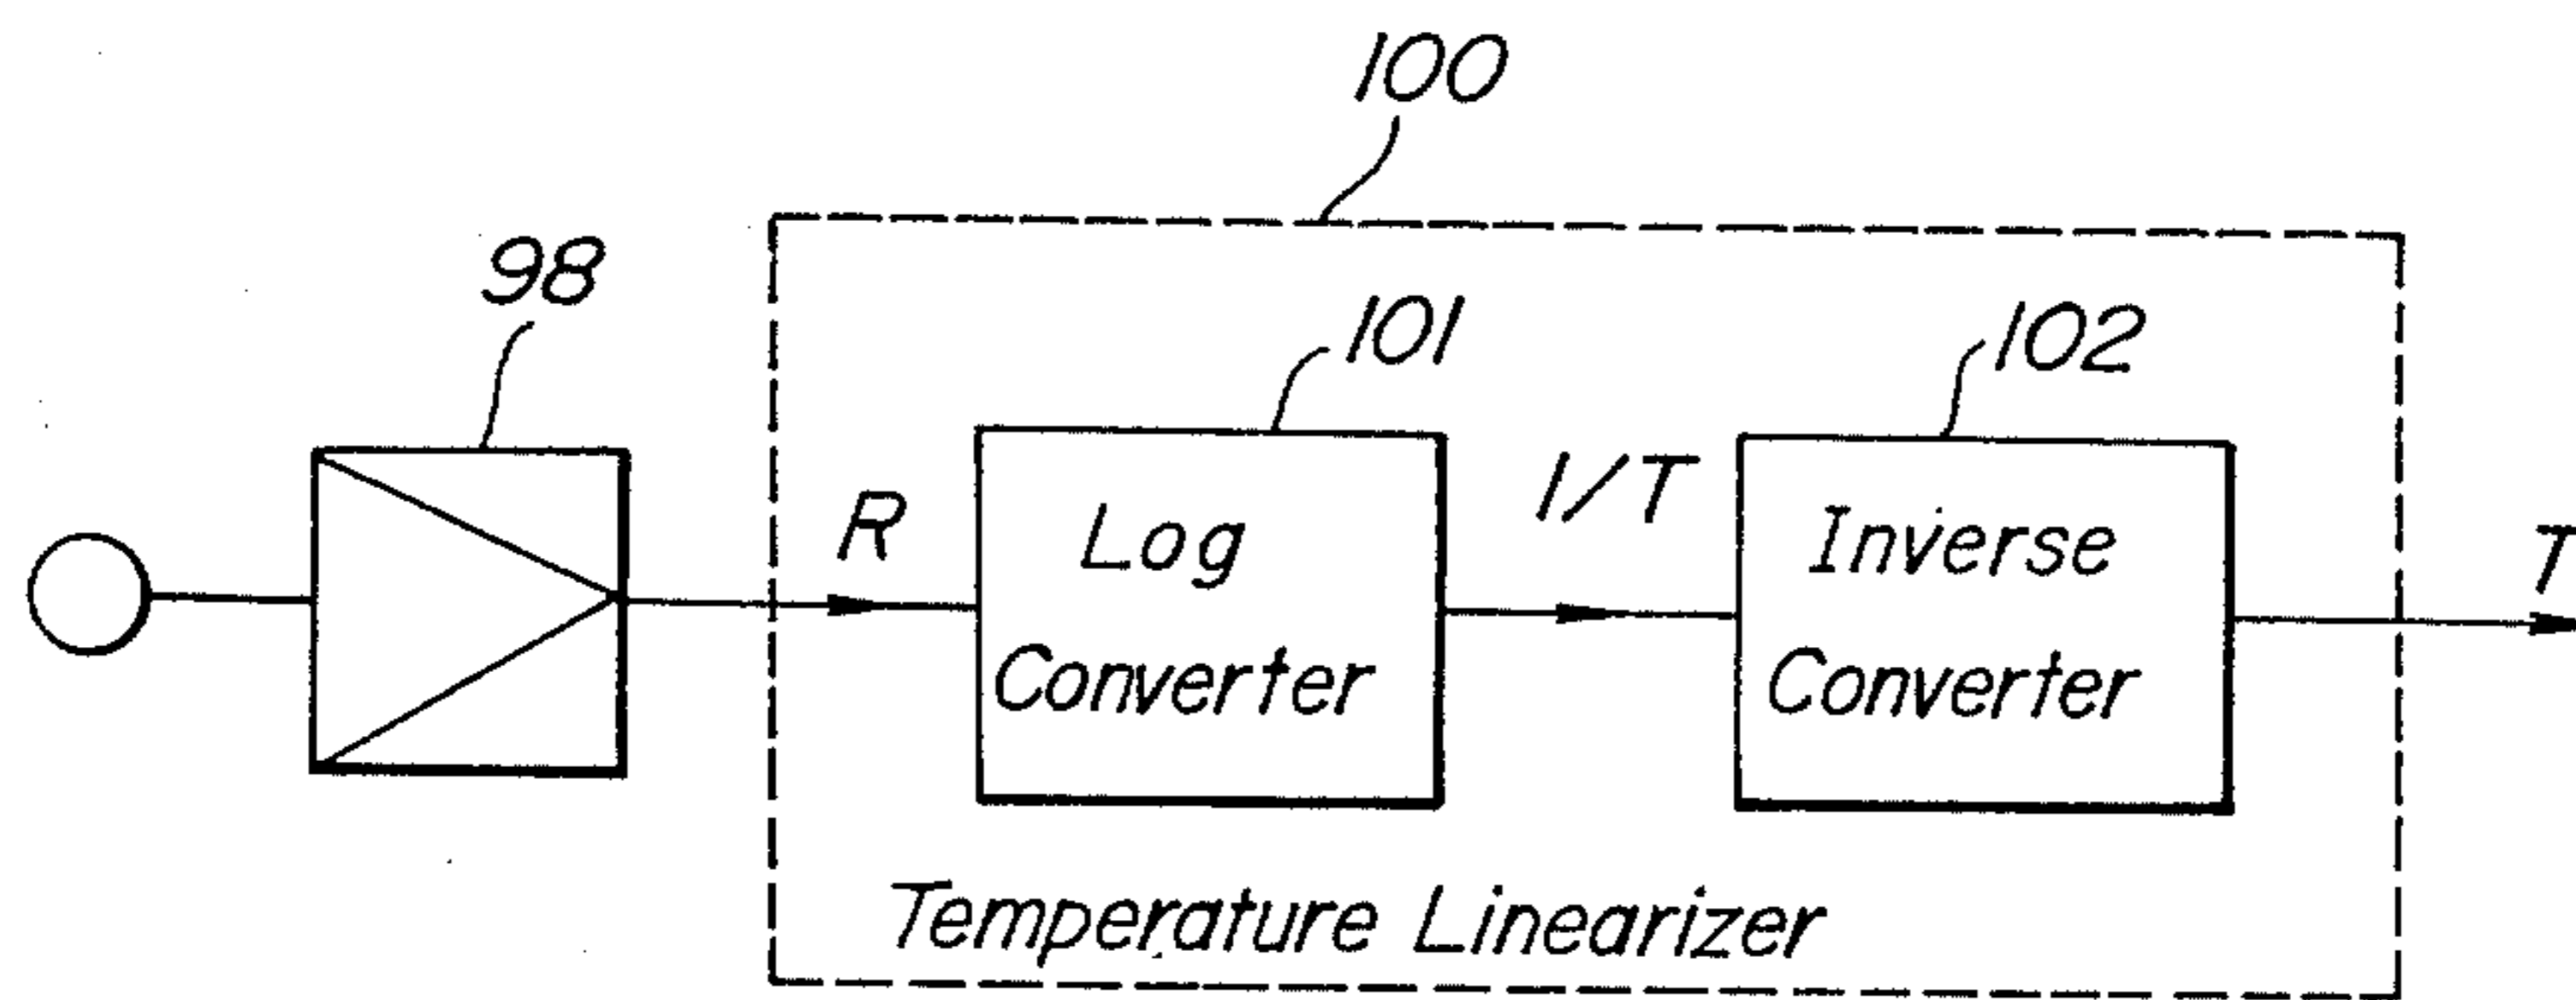 100
98
101
102
R
Log
Converter
1/T
Inverse
Converter
T
Temperature Linearizer